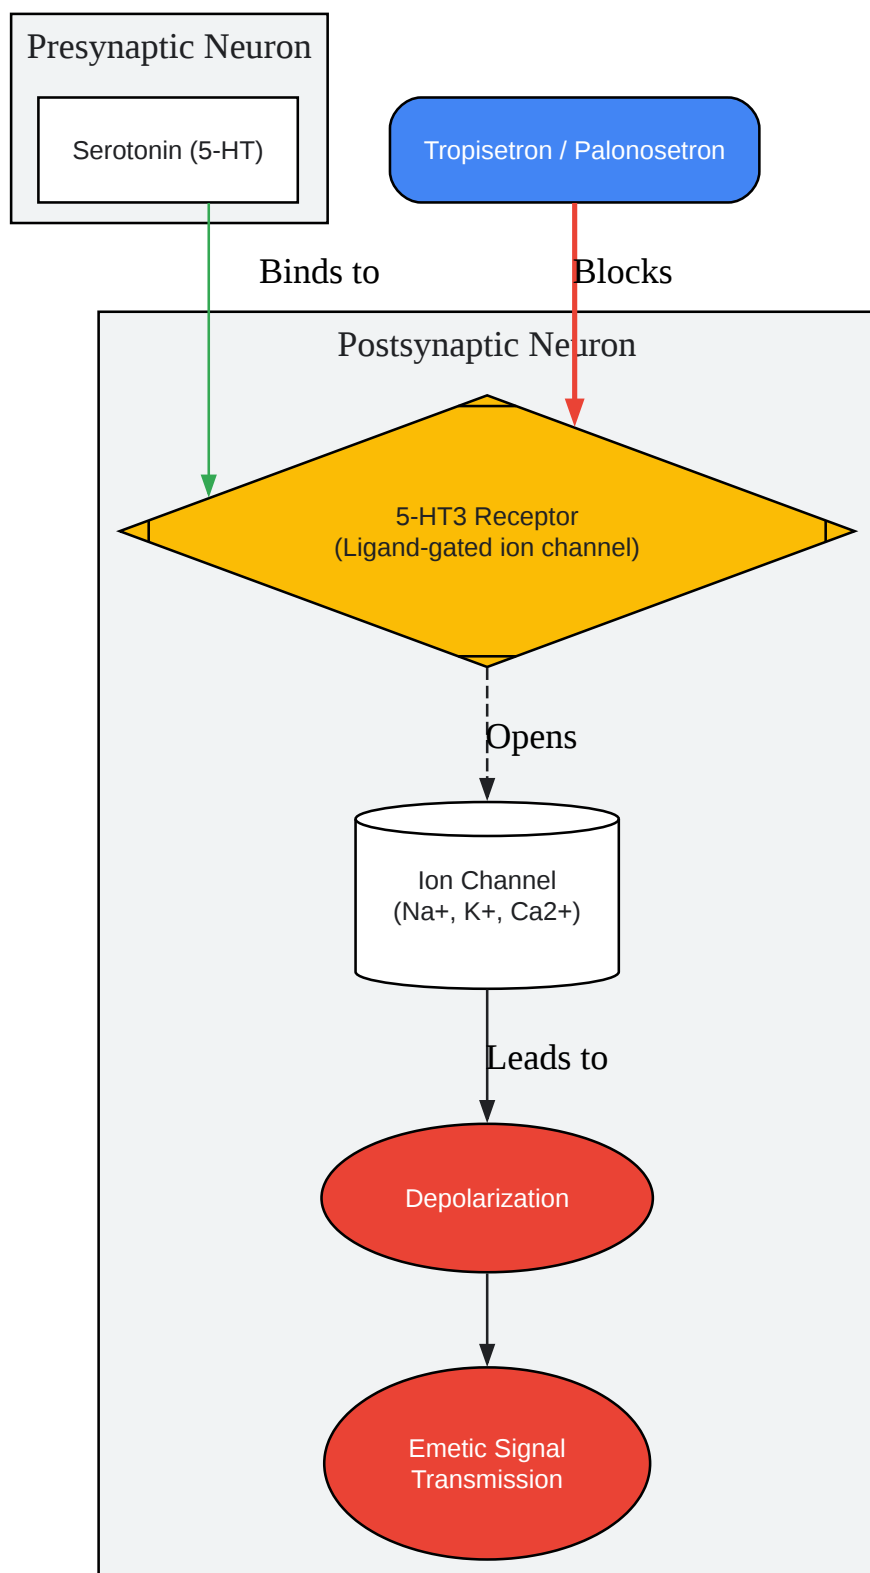 Presynaptic Neuron
Serotonin (5-HT)
Tropisetron / Palonosetron
Binds to
Blocks
Postsynaptic Neuron
5-HT3 Receptor
(Ligand-gated ion channel)
Opens
Ion Channel
(Na+, K+, Ca2+)
Leads to
Depolarization
Emetic Signal
Transmission